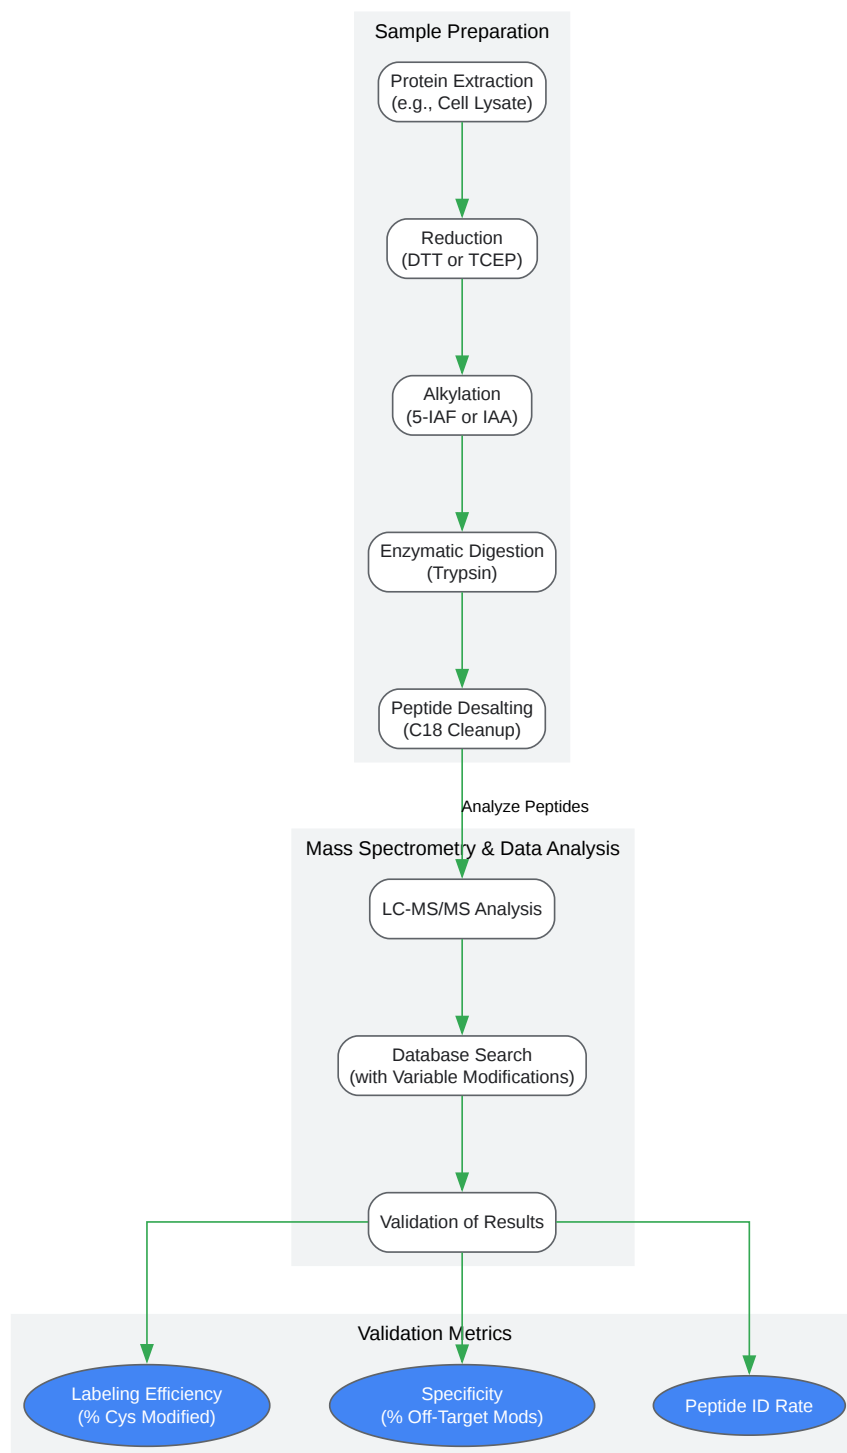 Sample Preparation
Protein Extraction
(e.g., Cell Lysate)
Reduction
(DTT or TCEP)
Alkylation
(5-IAF or IAA)
Enzymatic Digestion
(Trypsin)
Peptide Desalting
(C18 Cleanup)
Analyze Peptides
Mass Spectrometry & Data Analysis
LC-MS/MS Analysis
Database Search
(with Variable Modifications)
Validation of Results
Validation Metrics
Labeling Efficiency
(% Cys Modified)
Specificity
(% Off-Target Mods)
Peptide ID Rate